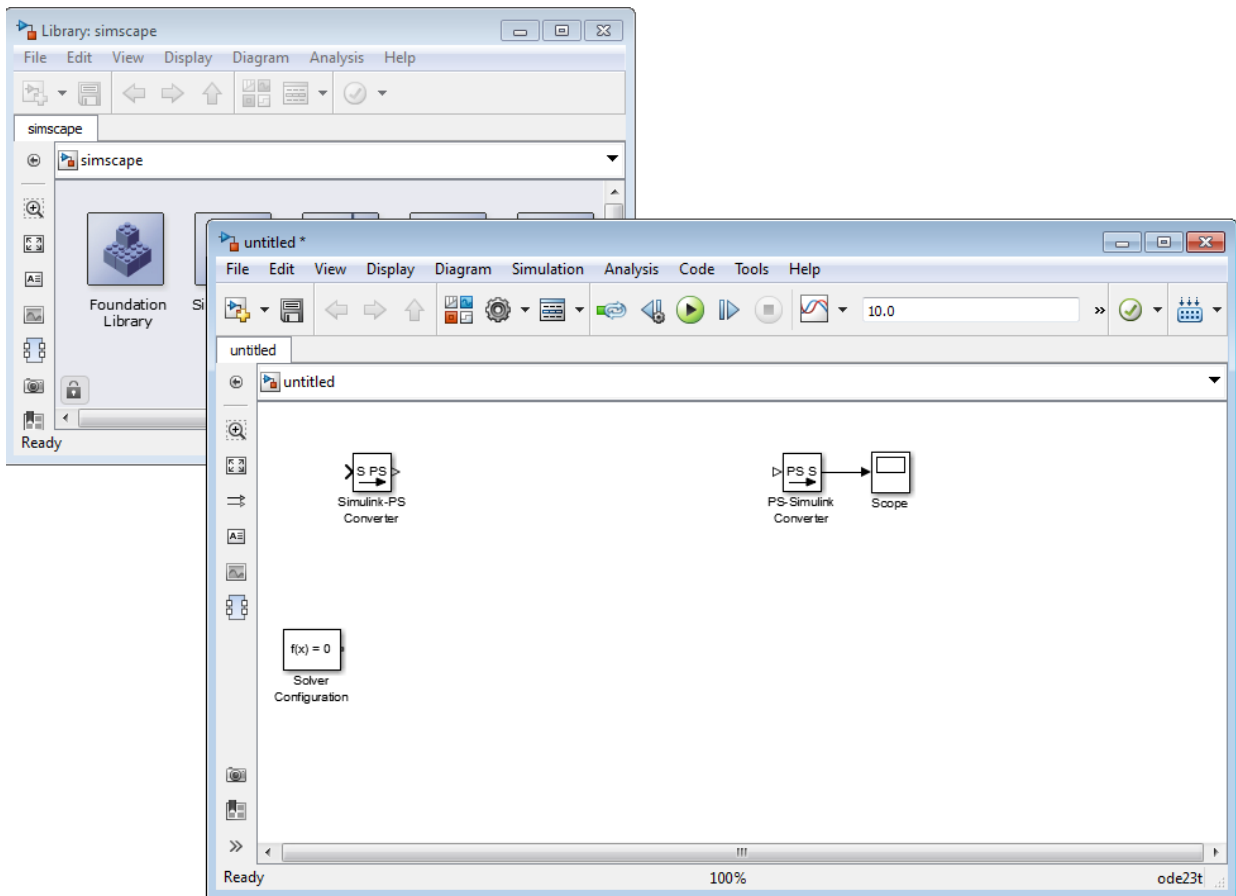 Library: simscape
File Edit View Display Diagram Analysis Help
simscape
simscape
Foundation
Library
Si
Ready
untitled *
File Edit View Display Diagram Simulation Analysis Code Tools Help
10.0
»
untitled
untitled
S PS
Simulink-PS
Converter
PS S
PS-Simulink
Converter
Scope
f(x) = 0
Solver
Configuration
Ready 100% ode23t